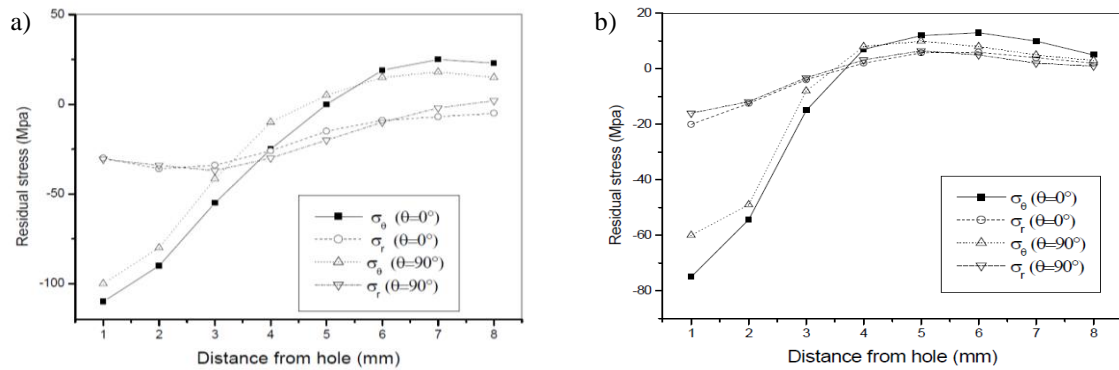 a)
Residual stress (Mpa)
50
0
-50
-100
1 2 3 4 5 6 7 8
Distance from hole (mm)
σθ (θ=0°)
σr (θ=0°)
σθ (θ=90°)
σr (θ=90°)
b)
Residual stress (MPa)
20
0
-20
-40
-60
-80
1 2 3 4 5 6 7 8
Distance from hole (mm)
σθ (θ=0°)
σr (θ=0°)
σθ (θ=90°)
σr (θ=90°)